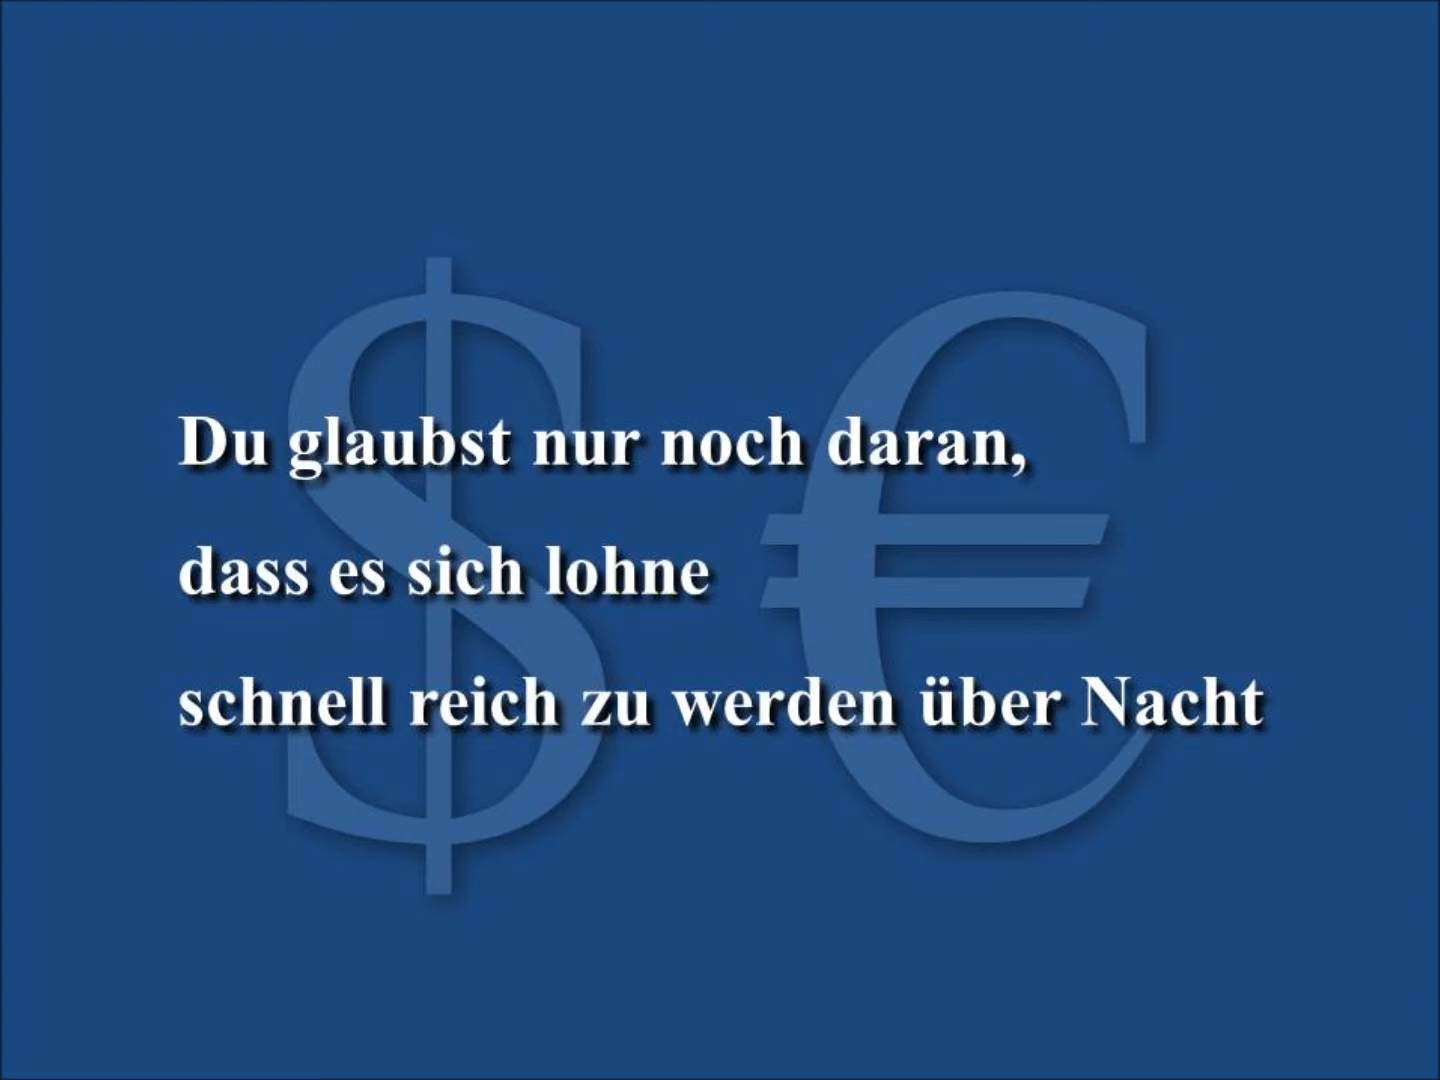 $ €
Du glaubst nur noch daran,
dass es sich lohne
schnell reich zu werden über Nacht